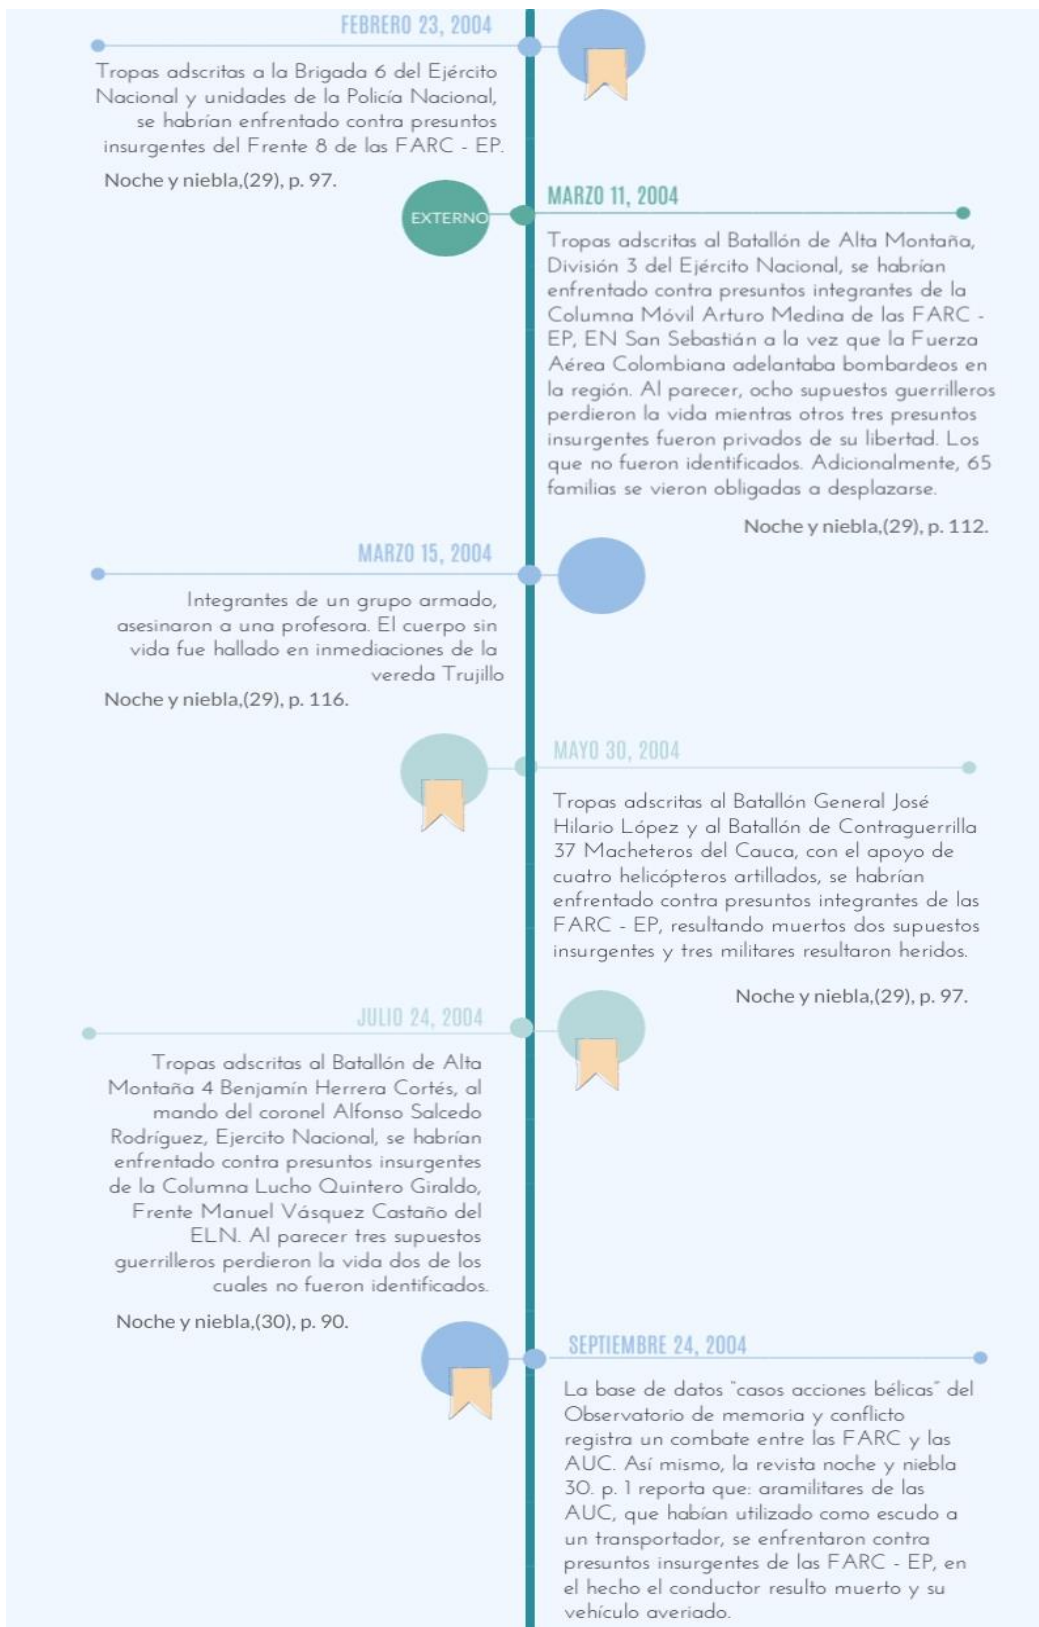 FEBRERO 23, 2004
Tropas adscritas a la Brigada 6 del Ejército
Nacional y unidades de la Policía Nacional,
se habrían enfrentado contra presuntos
insurgentes del Frente 8 de las FARC - EP.
Noche y niebla,(29), p. 97.
EXTERNO
MARZO 11, 2004
Tropas adscritas al Batallón de Alta Montaña,
División 3 del Ejército Nacional, se habrían
enfrentado contra presuntos integrantes de la
Columna Móvil Arturo Medina de las FARC -
EP, EN San Sebastián a la vez que la Fuerza
Aérea Colombiana adelantaba bombardeos en
la región. Al parecer, ocho supuestos guerrilleros
perdieron la vida mientras otros tres presuntos
insurgentes fueron privados de su libertad. Los
que no fueron identificados. Adicionalmente, 65
familias se vieron obligadas a desplazarse.
Noche y niebla,(29), p. 112.
MARZO 15, 2004
Integrantes de un grupo armado,
asesinaron a una profesora. El cuerpo sin
vida fue hallado en inmediaciones de la
vereda Trujillo
Noche y niebla,(29), p. 116.
MAYO 30, 2004
Tropas adscritas al Batallón General José
Hilario López y al Batallón de Contraguerrilla
37 Macheteros del Cauca, con el apoyo de
cuatro helicópteros artillados, se habrían
enfrentado contra presuntos integrantes de las
FARC - EP, resultando muertos dos supuestos
insurgentes y tres militares resultaron heridos.
Noche y niebla,(29), p. 97.
JULIO 24, 2004
Tropas adscritas al Batallón de Alta
Montaña 4 Benjamín Herrera Cortés, al
mando del coronel Alfonso Salcedo
Rodríguez, Ejercito Nacional, se habrían
enfrentado contra presuntos insurgentes
de la Columna Lucho Quintero Giraldo,
Frente Manuel Vásquez Castaño del
ELN. Al parecer tres supuestos
guerrilleros perdieron la vida dos de los
cuales no fueron identificados.
Noche y niebla,(30), p. 90.
SEPTIEMBRE 24, 2004
La base de datos "casos acciones bélicas" del
Observatorio de memoria y conflicto
registra un combate entre las FARC y las
AUC. Así mismo, la revista noche y niebla
30. p. 1 reporta que: aramilitares de las
AUC, que habían utilizado como escudo a
un transportador, se enfrentaron contra
presuntos insurgentes de las FARC - EP, en
el hecho el conductor resulto muerto y su
vehículo averiado.